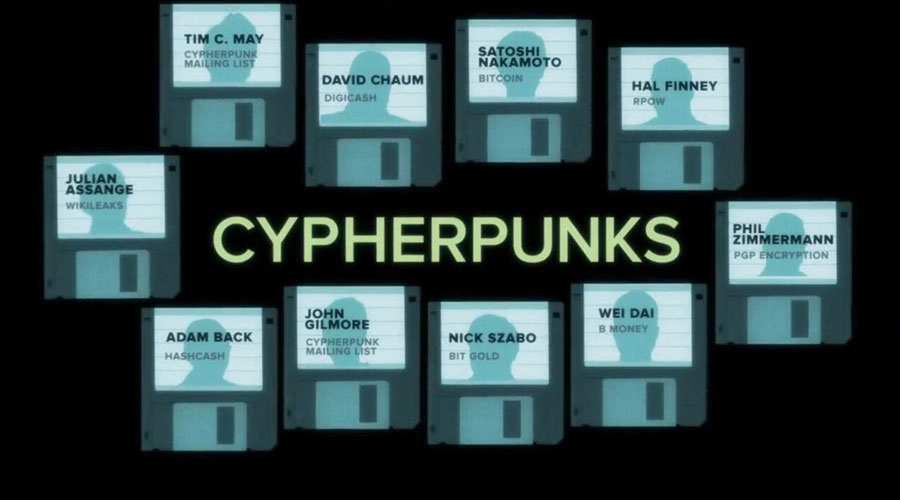 TIM C. MAY
CYPHERPUNK
MAILING LIST
DAVID CHAUM
DIGICASH
SATOSHI
NAKAMOTO
BITCOIN
HAL FINNEY
RPOW
JULIAN
ASSANGE
WIKILEAKS
CYPHERPUNKS
PHIL
ZIMMERMANN
PGP ENCRYPTION
ADAM BACK
HASHCASH
JOHN
GILMORE
CYPHERPUNK
MAILING LIST
NICK SZABO
BIT GOLD
WEI DAI
B MONEY